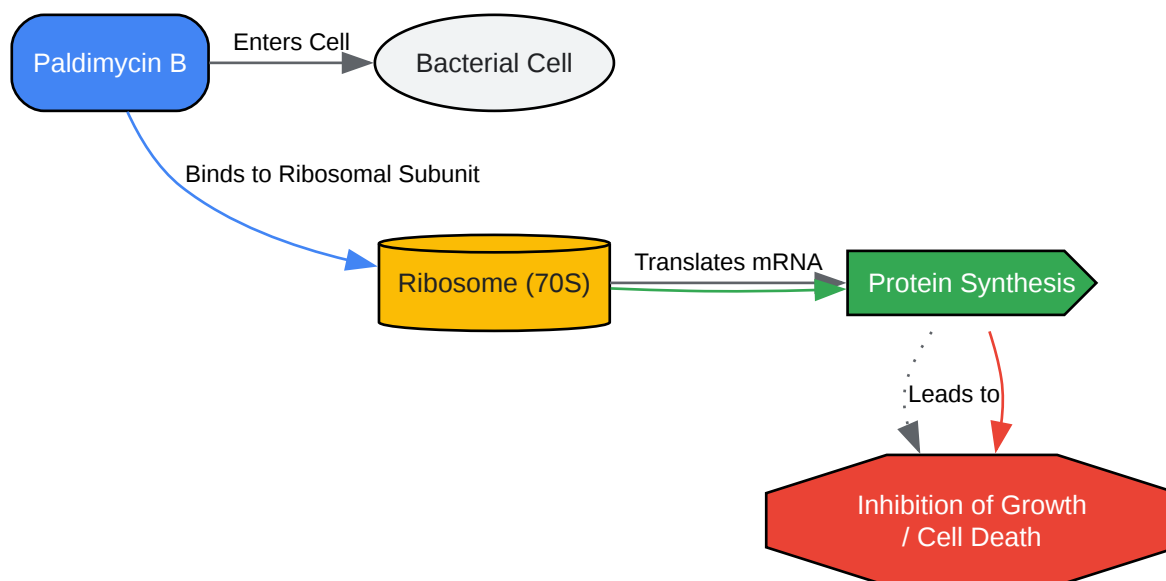 Paldimycin B
Enters Cell
Bacterial Cell
Binds to Ribosomal Subunit
Ribosome (70S)
Translates mRNA
Protein Synthesis
Leads to
Inhibition of Growth
/ Cell Death